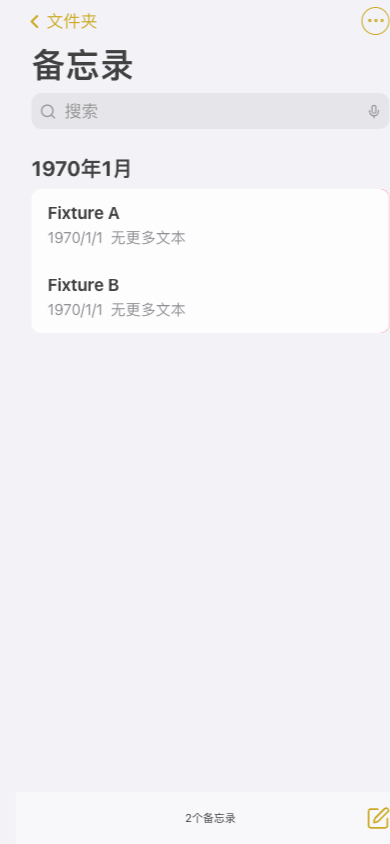 文件夹
备忘录
搜索
1970年1月
Fixture A
1970/1/1 无更多文本
Fixture B
1970/1/1 无更多文本
2个备忘录